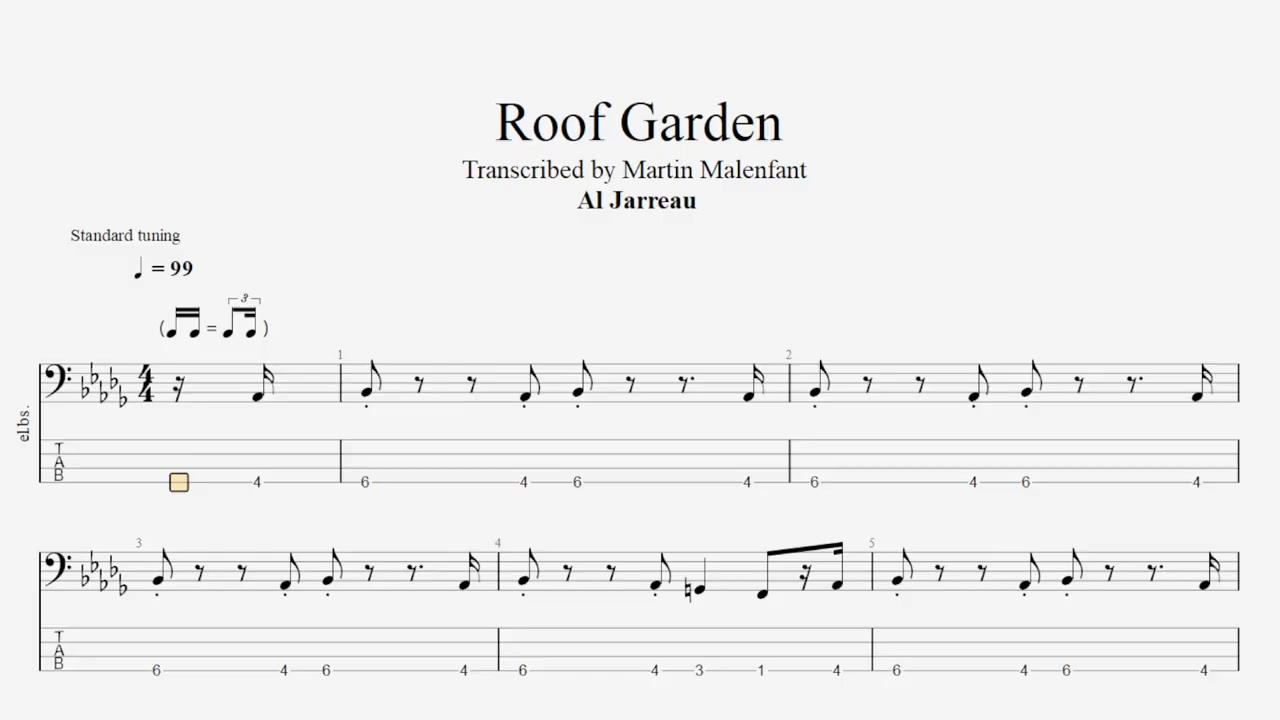 Roof Garden
Transcribed by Martin Malenfant
Al Jarreau
Standard tuning
= 99
3
( = )
1 2
el.bs.
4 4
T A B
4 6 4 6 4 6 4 6 4
3 4 5
T A B
6 4 6 4 6 4 3 1 4 6 4 6 4